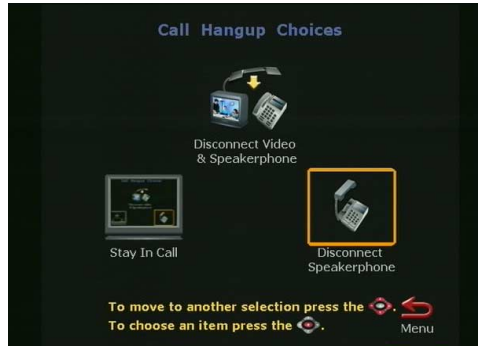 Call Hangup Choices
Disconnect Video
& Speakerphone
Stay In Call
Disconnect
Speakerphone
To move to another selection press the .
To choose an item press the .
Menu